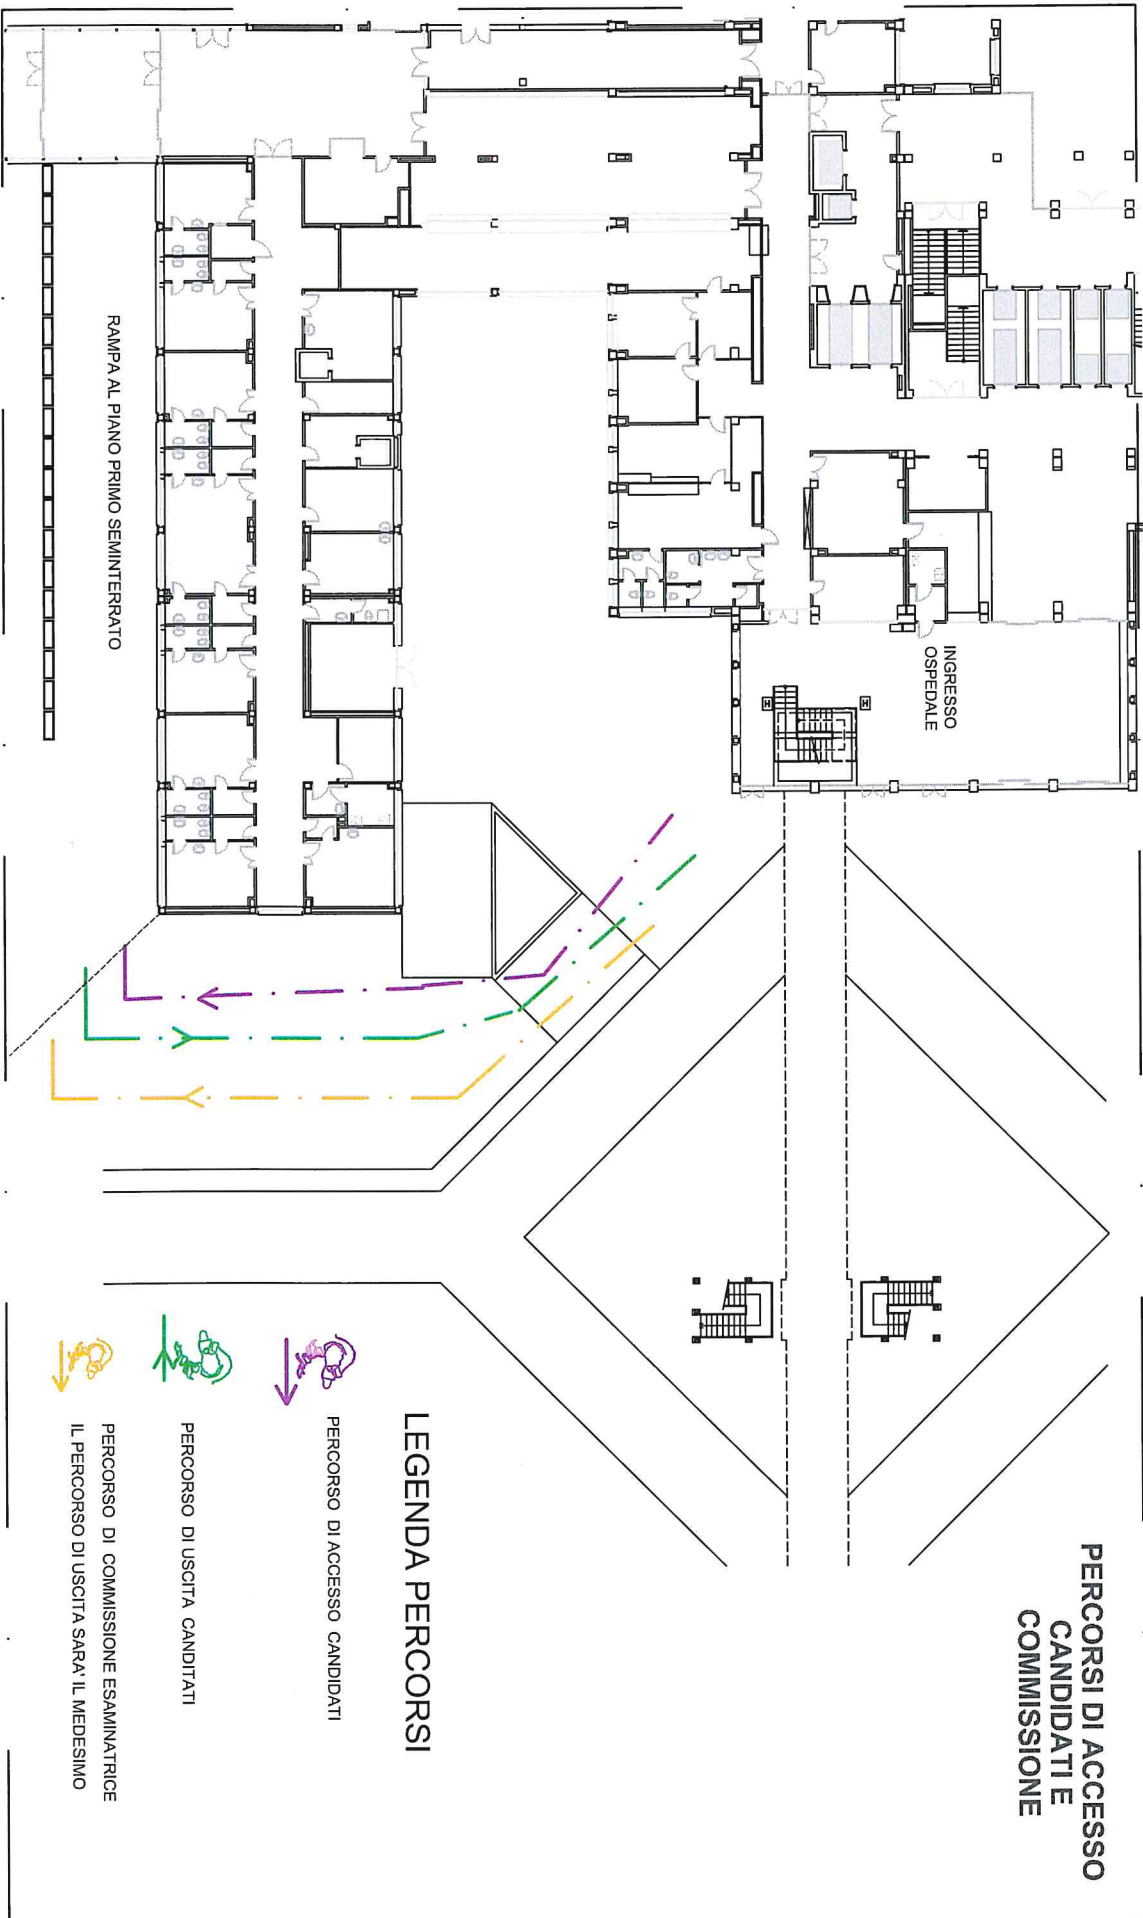 PERCORSI DI ACCESSO
CANDIDATI E
COMMISSIONE
INGRESSO
OSPEDALE
H
H
RAMPA AL PIANO PRIMO SEMINTERRATO
LEGENDA PERCORSI
PERCORSO DI ACCESSO CANDIDATI
PERCORSO DI USCITA CANDITATI
PERCORSO DI COMMISSIONE ESAMINATRICE
IL PERCORSO DI USCITA SARA' IL MEDESIMO